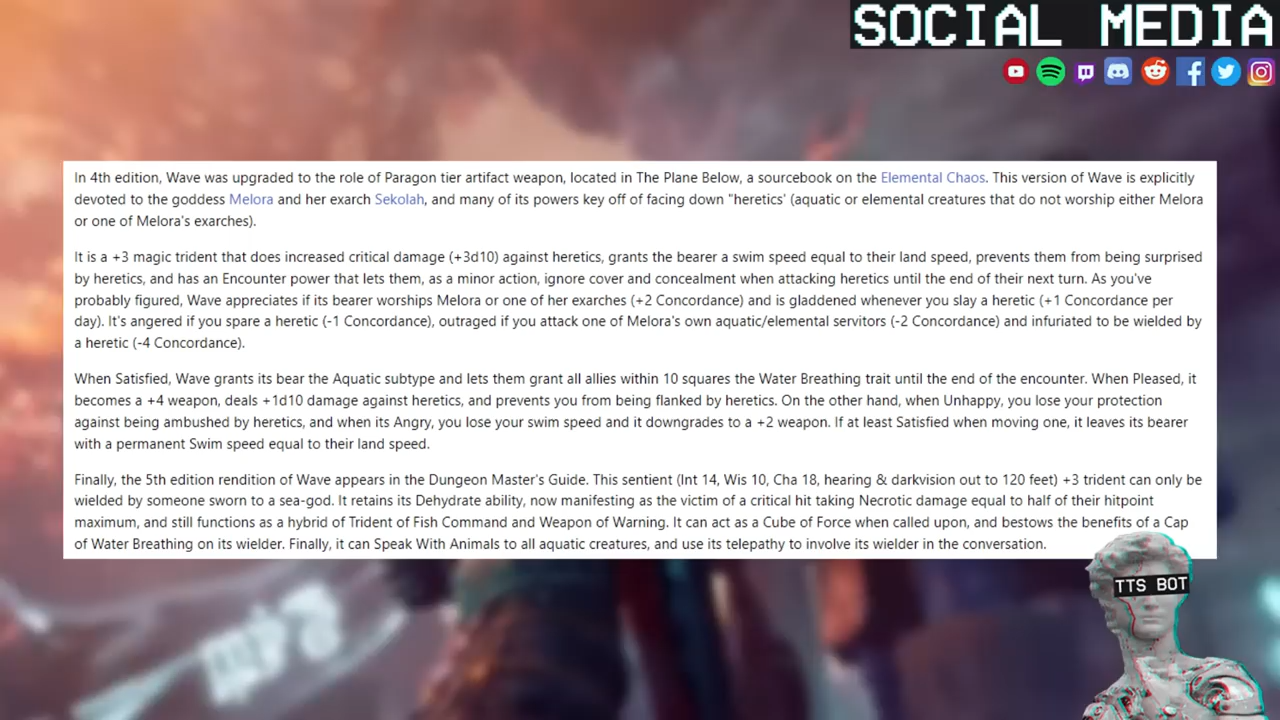 SOCIAL MEDIA
In 4th edition, Wave was upgraded to the role of Paragon tier artifact weapon, located in The Plane Below, a sourcebook on the Elemental Chaos. This version of Wave is explicitly
devoted to the goddess Melora and her exarch Sekolah, and many of its powers key off of facing down "heretics' (aquatic or elemental creatures that do not worship either Melora
or one of Melora's exarches).
It is a +3 magic trident that does increased critical damage (+3d10) against heretics, grants the bearer a swim speed equal to their land speed, prevents them from being surprised
by heretics, and has an Encounter power that lets them, as a minor action, ignore cover and concealment when attacking heretics until the end of their next turn. As you've
probably figured, Wave appreciates if its bearer worships Melora or one of her exarches (+2 Concordance) and is gladdened whenever you slay a heretic (+1 Concordance per
day). It's angered if you spare a heretic (-1 Concordance), outraged if you attack one of Melora's own aquatic/elemental servitors (-2 Concordance) and infuriated to be wielded by
a heretic (-4 Concordance).
When Satisfied, Wave grants its bear the Aquatic subtype and lets them grant all allies within 10 squares the Water Breathing trait until the end of the encounter. When Pleased, it
becomes a +4 weapon, deals +1d10 damage against heretics, and prevents you from being flanked by heretics. On the other hand, when Unhappy, you lose your protection
against being ambushed by heretics, and when its Angry, you lose your swim speed and it downgrades to a +2 weapon. If at least Satisfied when moving one, it leaves its bearer
with a permanent Swim speed equal to their land speed.
Finally, the 5th edition rendition of Wave appears in the Dungeon Master's Guide. This sentient (Int 14, Wis 10, Cha 18, hearing & darkvision out to 120 feet) +3 trident can only be
wielded by someone sworn to a sea-god. It retains its Dehydrate ability, now manifesting as the victim of a critical hit taking Necrotic damage equal to half of their hitpoint
maximum, and still functions as a hybrid of Trident of Fish Command and Weapon of Warning. It can act as a Cube of Force when called upon, and bestows the benefits of a Cap
of Water Breathing on its wielder. Finally, it can Speak With Animals to all aquatic creatures, and use its telepathy to involve its wielder in the conversation.
TTS BOT